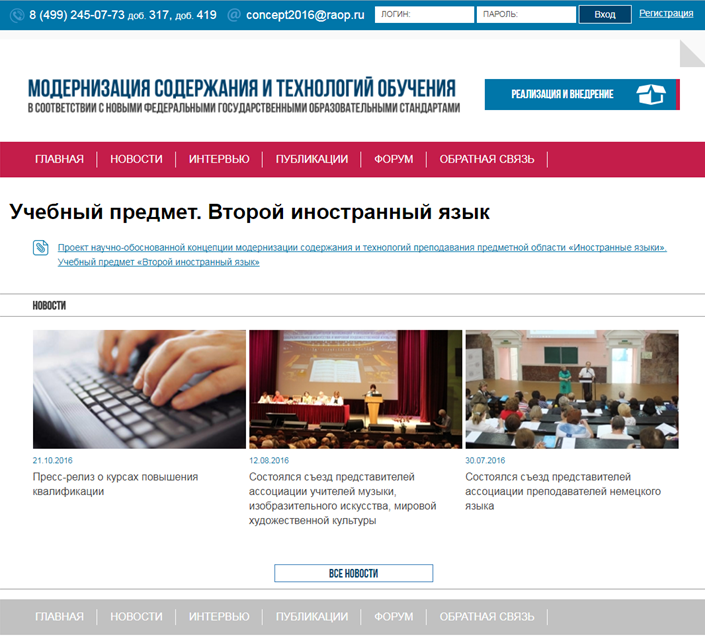 8 (499) 245-07-73 доб. 317, доб. 419 concept2016@raop.ru ЛОГИН: ПАРОЛЬ: Вход Регистрация
МОДЕРНИЗАЦИЯ СОДЕРЖАНИЯ И ТЕХНОЛОГИЙ ОБУЧЕНИЯ
В СООТВЕТСТВИИ С НОВЫМИ ФЕДЕРАЛЬНЫМИ ГОСУДАРСТВЕННЫМИ ОБРАЗОВАТЕЛЬНЫМИ СТАНДАРТАМИ
РЕАЛИЗАЦИЯ И ВНЕДРЕНИЕ
ГЛАВНАЯ НОВОСТИ ИНТЕРВЬЮ ПУБЛИКАЦИИ ФОРУМ ОБРАТНАЯ СВЯЗЬ
Учебный предмет. Второй иностранный язык
Проект научно-обоснованной концепции модернизации содержания и технологий преподавания предметной области «Иностранные языки».
Учебный предмет «Второй иностранный язык»
НОВОСТИ
21.10.2016
Пресс-релиз о курсах повышения
квалификации
12.08.2016
Состоялся съезд представителей
ассоциации учителей музыки,
изобразительного искусства, мировой
художественной культуры
30.07.2016
Состоялся съезд представителей
ассоциации преподавателей немецкого
языка
ВСЕ НОВОСТИ
ГЛАВНАЯ НОВОСТИ ИНТЕРВЬЮ ПУБЛИКАЦИИ ФОРУМ ОБРАТНАЯ СВЯЗЬ